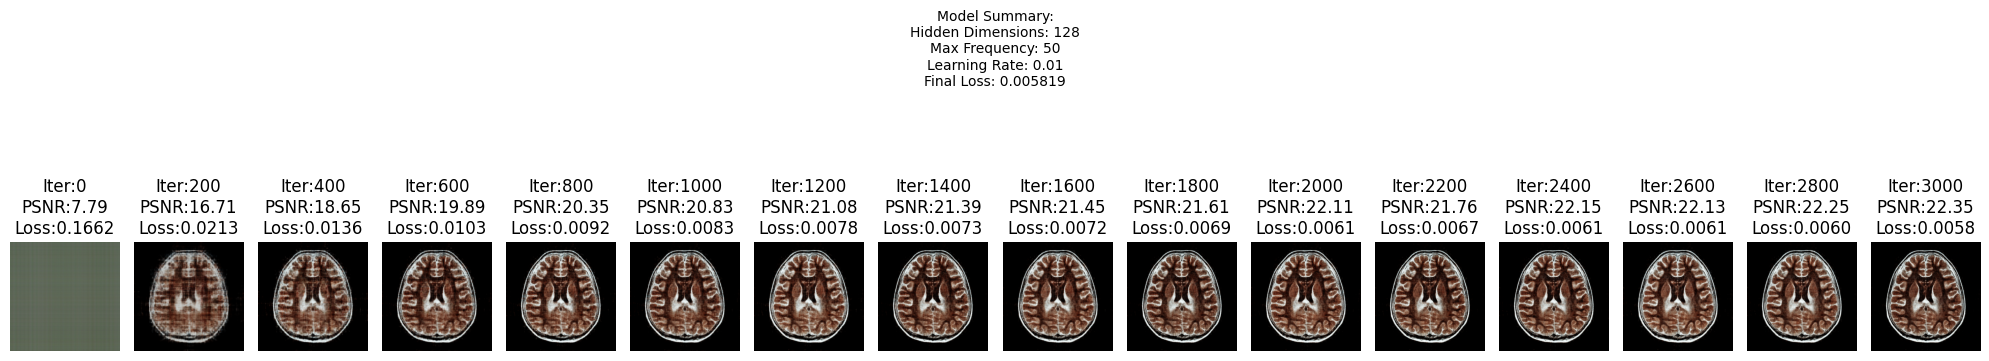 Model Summary:
Hidden Dimensions: 128
Max Frequency: 50
Learning Rate: 0.01
Final Loss: 0.005819
Iter:0
PSNR:7.79
Loss:0.1662
Iter:200
PSNR:16.71
Loss:0.0213
Iter:400
PSNR:18.65
Loss:0.0136
Iter:600
PSNR:19.89
Loss:0.0103
Iter:800
PSNR:20.35
Loss:0.0092
Iter:1000
PSNR:20.83
Loss:0.0083
Iter:1200
PSNR:21.08
Loss:0.0078
Iter:1400
PSNR:21.39
Loss:0.0073
Iter:1600
PSNR:21.45
Loss:0.0072
Iter:1800
PSNR:21.61
Loss:0.0069
Iter:2000
PSNR:22.11
Loss:0.0061
Iter:2200
PSNR:21.76
Loss:0.0067
Iter:2400
PSNR:22.15
Loss:0.0061
Iter:2600
PSNR:22.13
Loss:0.0061
Iter:2800
PSNR:22.25
Loss:0.0060
Iter:3000
PSNR:22.35
Loss:0.0058